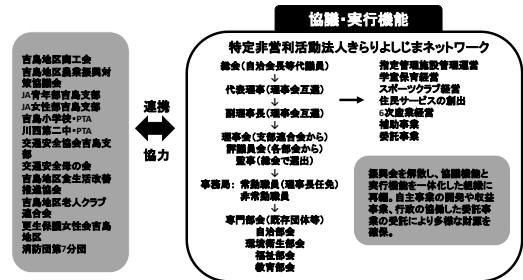 協議・実行機能
吉島地区商工会
吉島地区農業振興対
策協議会
JA青年部吉島支部
JA女性部吉島支部
吉島小学校・PTA
川西第二中・PTA
交通安全協会吉島支
部
交通安全母の会
吉島地区食生活改善
推進協会
吉島地区老人クラブ
連合会
更生保護女性会吉島
地区
消防団第7分団
連携
協力
特定非営利活動法人きらりよしじまネットワーク
総会(自治会長等代議員)
↓
代表理事(理事会互選)
↓
副理事長(理事会互選)
↓
理事会(支部連合会から)
評議員会(各部会から)
監事(総会で選出)
↓
事務局: 常勤職員(理事長任免)
非常勤職員
↓
専門部会(既存団体等)
自治部会
環境衛生部会
福祉部会
教育部会
指定管理施設管理運営
学童保育経営
スポーツクラブ経営
住民サービスの創出
6次産業経営
補助事業
委託事業
振興会を解散し、協議機能と
実行機能を一体化した組織に
再編。自主事業の開発や収益
事業、行政の協働した委託事
業の受託により多様な財源を
確保。